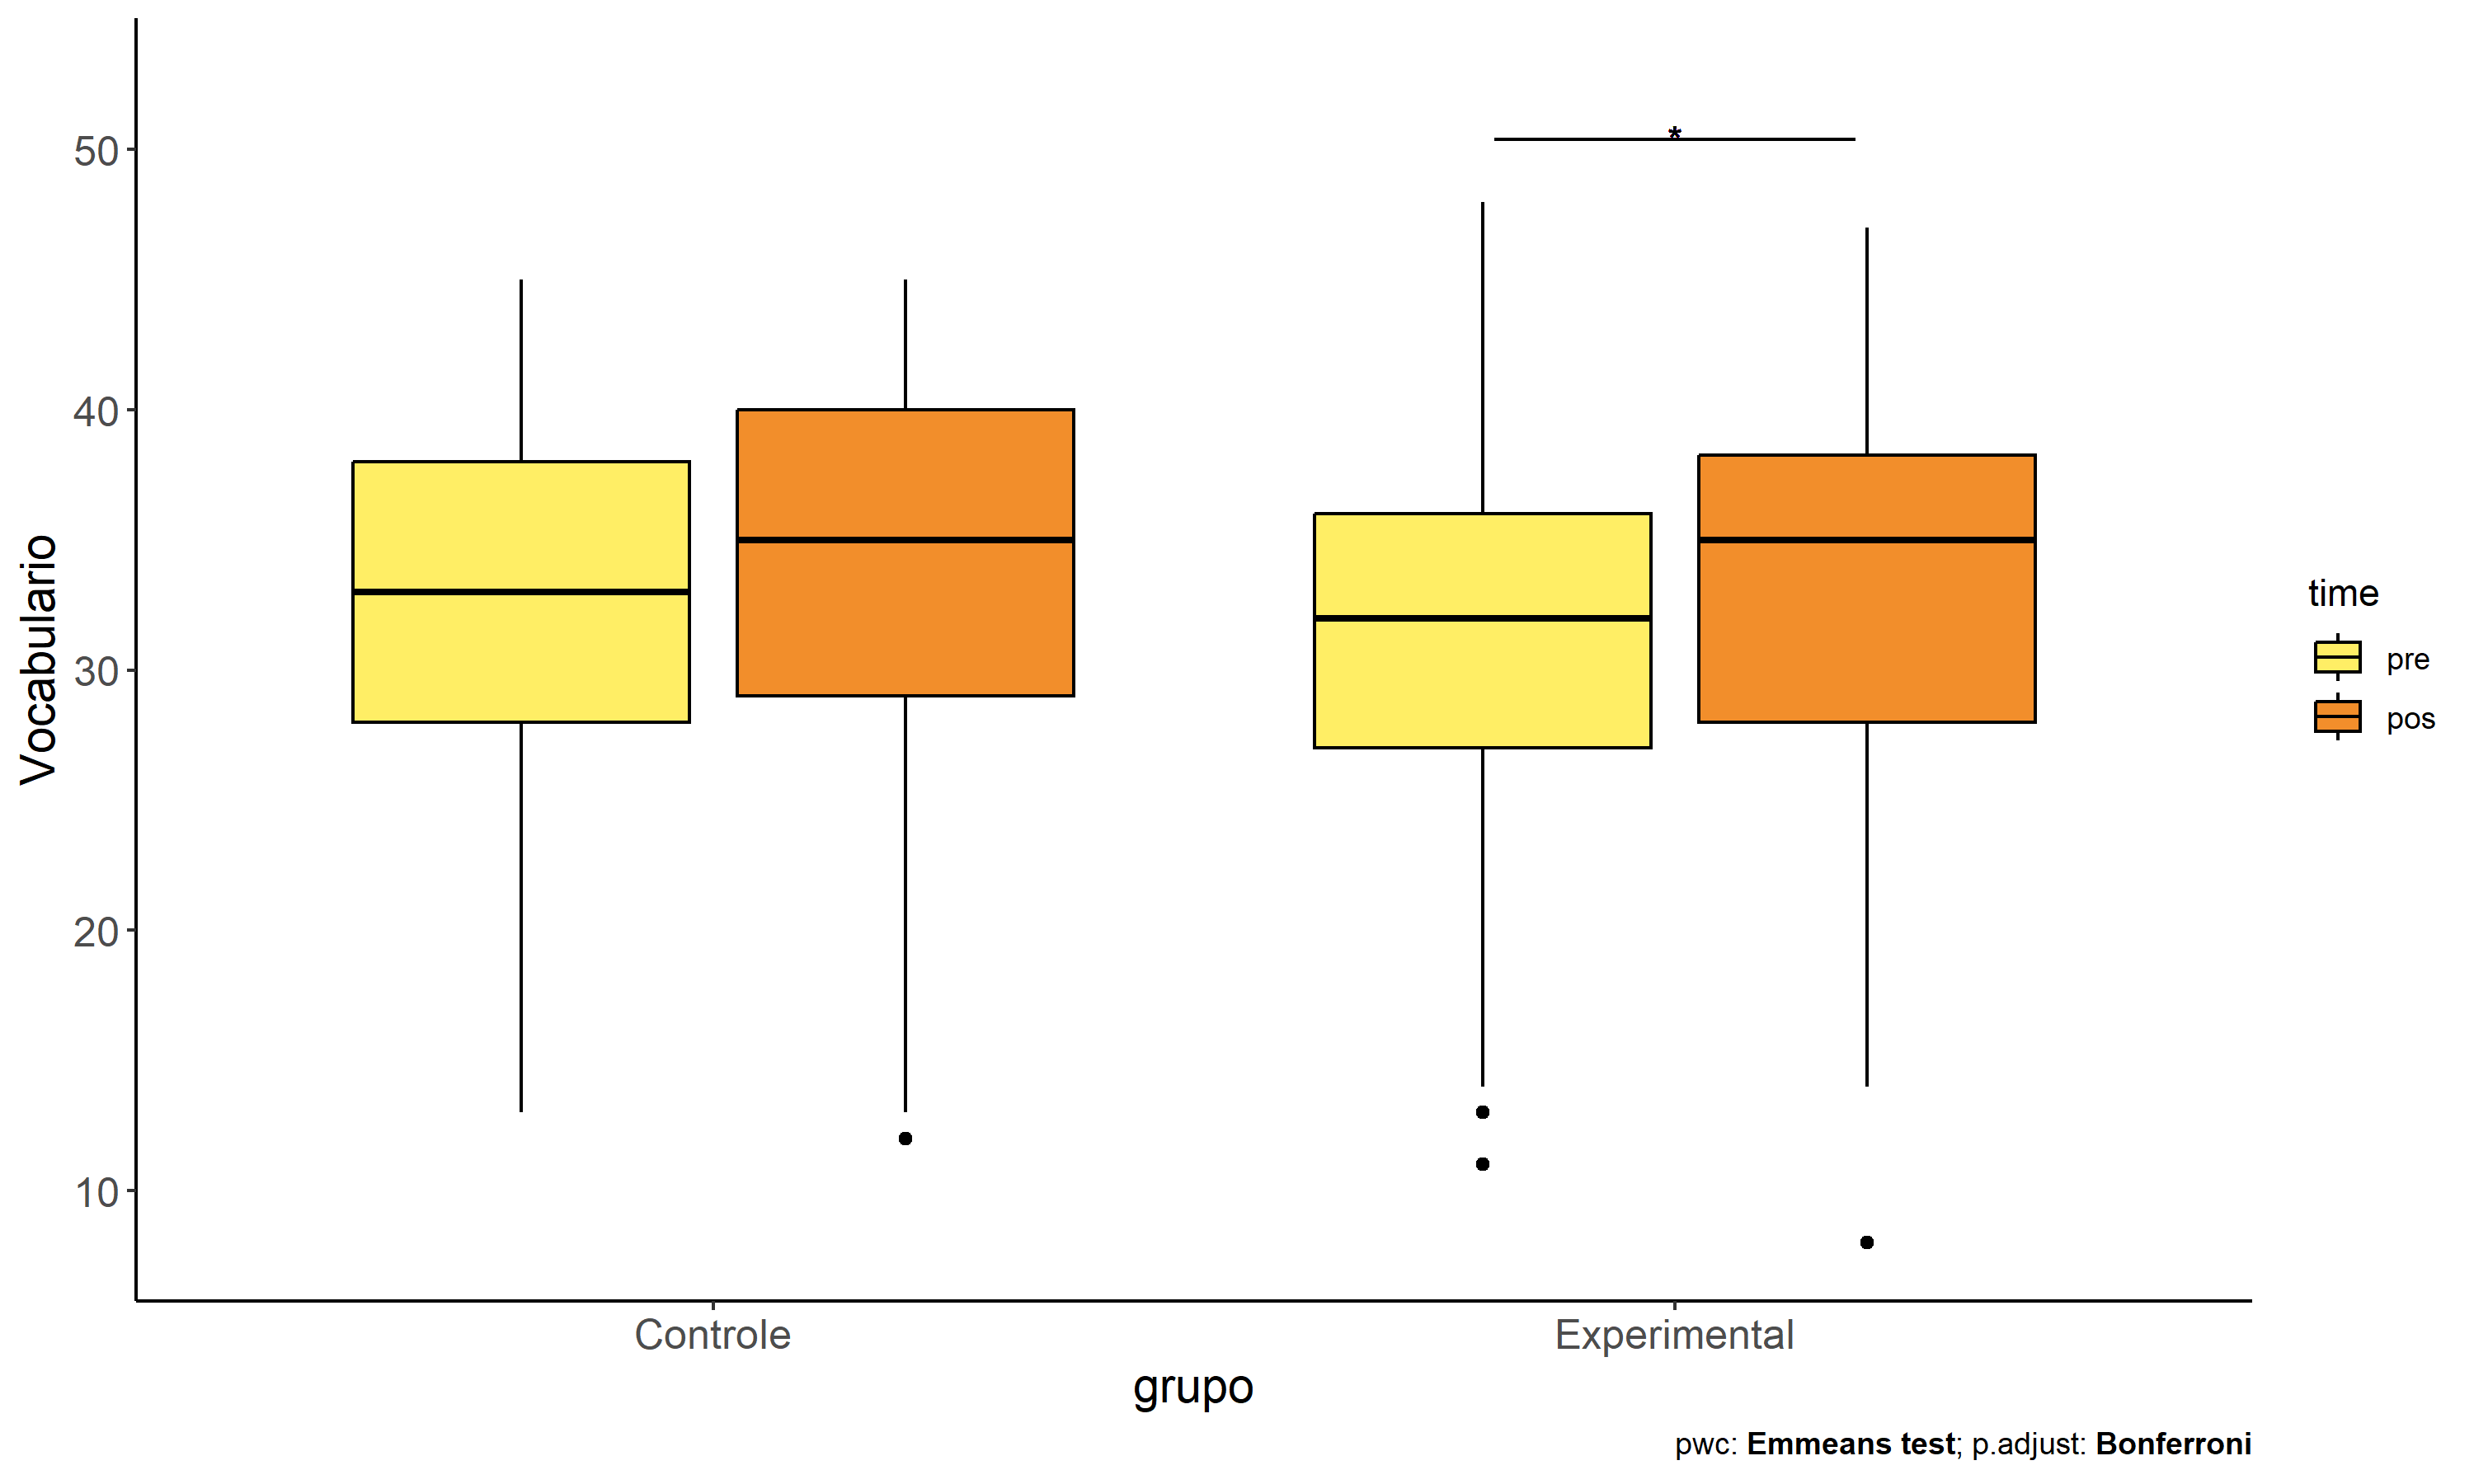 Vocabulario
50
40
30
20
10
*
Controle
Experimental
grupo
time
pre
pos
pwc: Emmeans test; p.adjust: Bonferroni